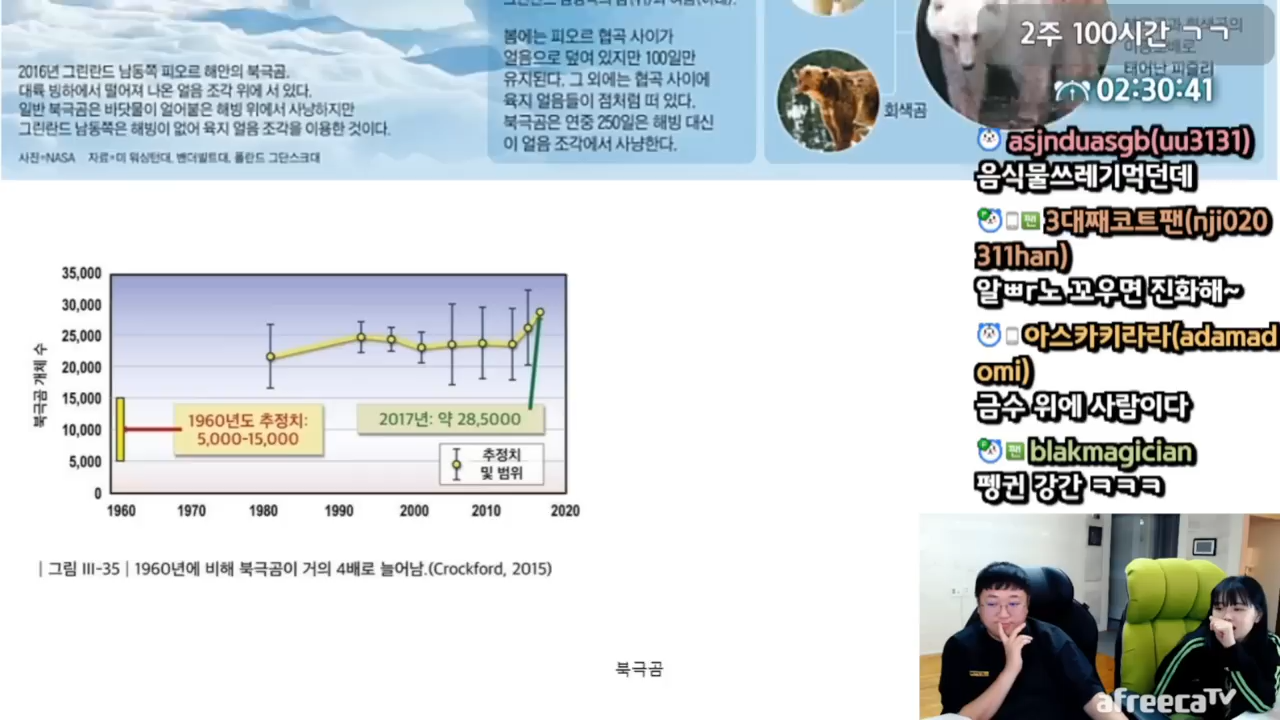 봄에는 피오르 협곡 사이가
얼음으로 덮여 있지만 100일만
유지된다. 그 외에는 협곡 사이에
육지 얼음들이 점처럼 떠 있다.
북극곰은 연중 250일은 해빙 대신
이 얼음 조각에서 사냥한다.
2016년 그린란드 남동쪽 피오르 해안의 북극곰.
대륙 빙하에서 떨어져 나온 얼음 조각 위에 서 있다.
일반 북극곰은 바닷물이 얼어붙은 해빙 위에서 사냥하지만
그린란드 남동쪽은 해빙이 없어 육지 얼음 조각을 이용한 것이다.
사진=NASA 자료=미 워싱턴대, 벤더빌트대, 폴란드 그단스크대
회색곰
태어난 피즐리
2주 100시간 ㄱㄱ
02:30:41
asjnduasgb(uu3131)
음식물쓰레기먹던데
팬 3대째코트팬(nji020
311han)
알ㅃㅏ노 꼬우면 진화해~
아스카키라라(adamad
omi)
금수 위에 사람이다
팬 blakmagician
펭귄 강간 ㅋㅋㅋ
35,000
30,000
25,000
20,000
15,000
10,000
5,000
0
북극곰 개체 수
1960년도 추정치:
5,000-15,000
2017년: 약 28,5000
추정치
및 범위
1960 1970 1980 1990 2000 2010 2020
| 그림 III-35 | 1960년에 비해 북극곰이 거의 4배로 늘어남.(Crockford, 2015)
북극곰
afreecaTV